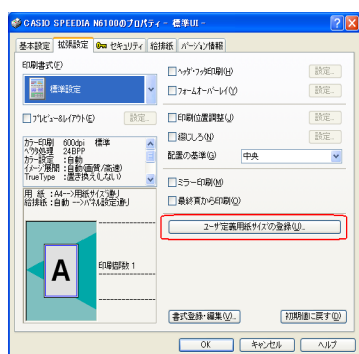 CASIO SPEEDIA N6100のプロパティ - 標準UI -
基本設定 拡張設定 セキュリティ 給排紙 バージョン情報
印刷書式(F)
標準設定
プレビュー&レイアウト(E) 設定...
カラー印刷 600dpi 標準
ヘッダ処理 24BPP
カラー設定 :自動
イメージ展開 :自動(画質/高速)
TrueType :置き換え(しない)
用 紙 :A4-->用紙サイズ通り
給排紙 :自動 -->パネル設定通り
A
印刷部数 1
ヘッダ・フッタ印刷(H) 設定...
フォームオーバーレイ(Y) 設定...
印刷位置調整(J) 設定...
綴じしろ(N) 設定...
配置の基準(G) 中央
ミラー印刷(M)
最終頁から印刷(O)
ユーザ定義用紙サイズの登録(U)...
書式登録・編集(V)... 初期値に戻す(D)
OK キャンセル ヘルプ